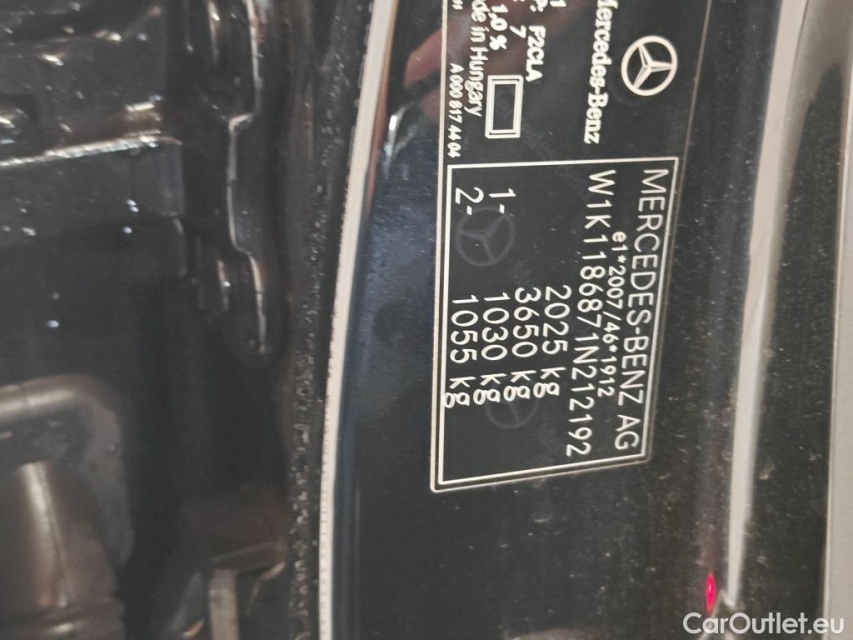 MERCEDES-BENZ AG
e1*2007/46*1912
W1K1186871N212192
2025 kg
3650 kg
1- 1030 kg
2- 1055 kg
Mercedes-Benz
F2CLA
7
1,0 %
in Hungary
A 000 817 44 04
CarOutlet.eu